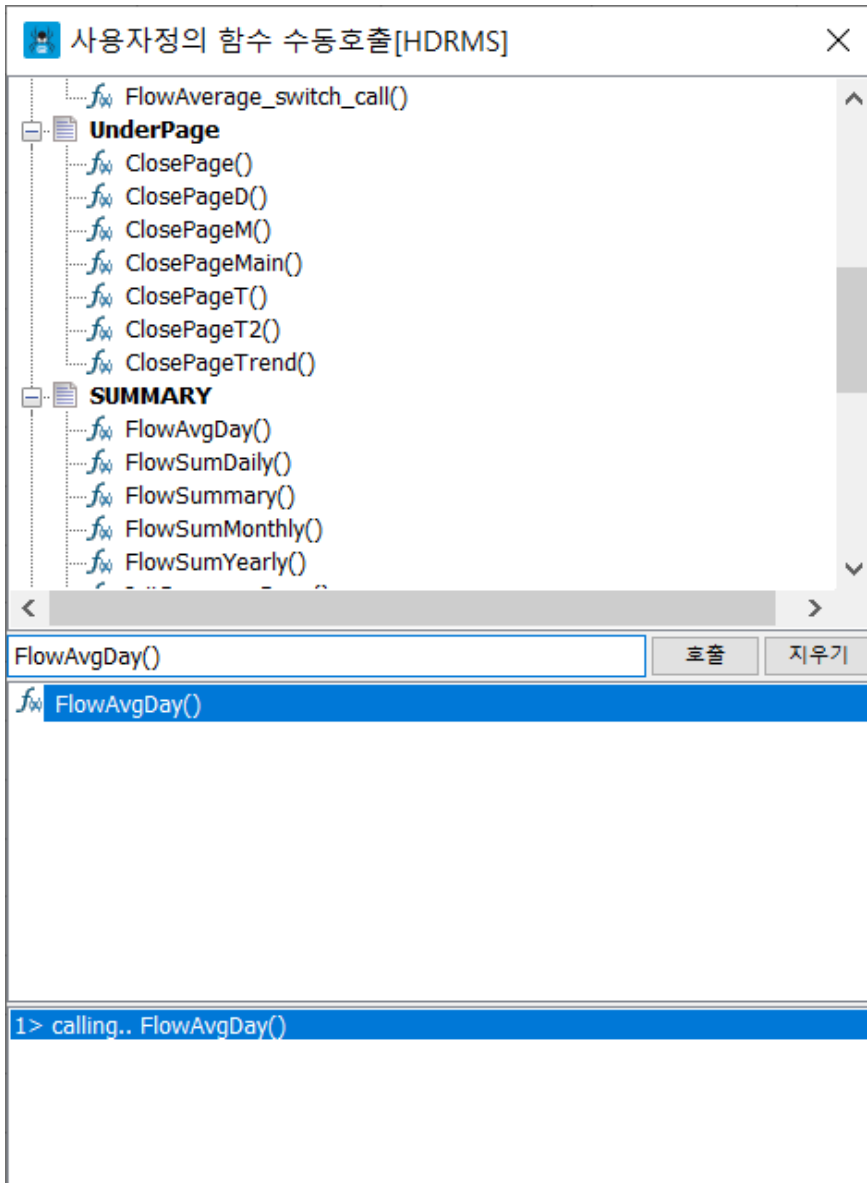 사용자정의 함수 수동호출[HDRMS]
FlowAverage_switch_call()
UnderPage
ClosePage()
ClosePageD()
ClosePageM()
ClosePageMain()
ClosePageT()
ClosePageT2()
ClosePageTrend()
SUMMARY
FlowAvgDay()
FlowSumDaily()
FlowSummary()
FlowSumMonthly()
FlowSumYearly()
FlowAvgDay() 호출 지우기
FlowAvgDay()
1> calling.. FlowAvgDay()